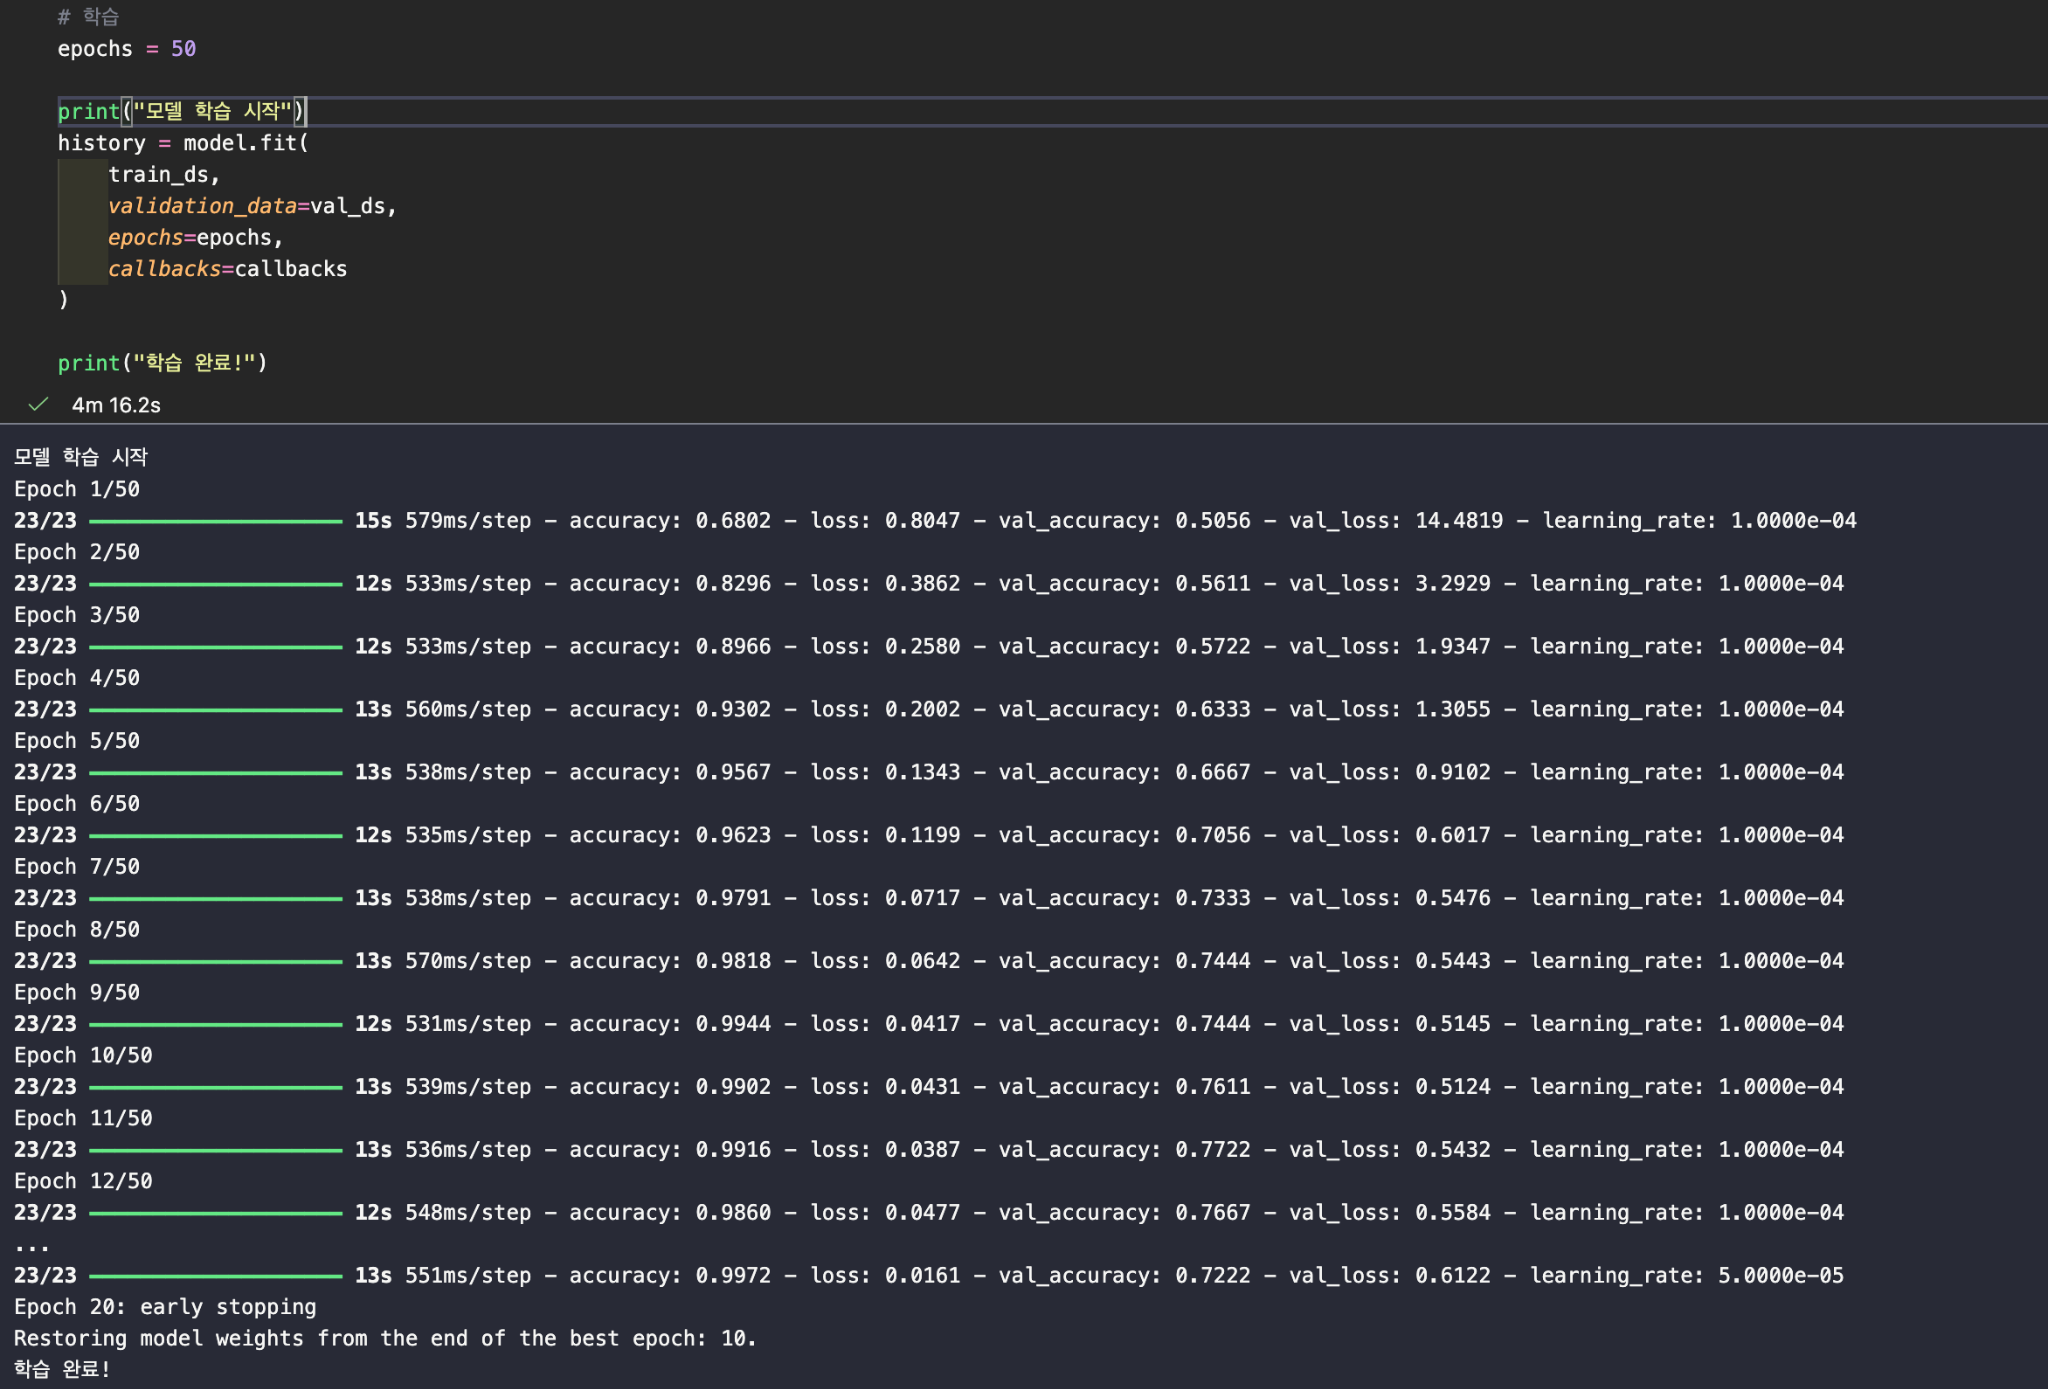 # 학습
epochs = 50
print("모델 학습 시작")
history = model.fit(
train_ds,
validation_data=val_ds,
epochs=epochs,
callbacks=callbacks
)
print("학습 완료!")
4m 16.2s
모델 학습 시작
Epoch 1/50
23/23 15s 579ms/step - accuracy: 0.6802 - loss: 0.8047 - val_accuracy: 0.5056 - val_loss: 14.4819 - learning_rate: 1.0000e-04
Epoch 2/50
23/23 12s 533ms/step - accuracy: 0.8296 - loss: 0.3862 - val_accuracy: 0.5611 - val_loss: 3.2929 - learning_rate: 1.0000e-04
Epoch 3/50
23/23 12s 533ms/step - accuracy: 0.8966 - loss: 0.2580 - val_accuracy: 0.5722 - val_loss: 1.9347 - learning_rate: 1.0000e-04
Epoch 4/50
23/23 13s 560ms/step - accuracy: 0.9302 - loss: 0.2002 - val_accuracy: 0.6333 - val_loss: 1.3055 - learning_rate: 1.0000e-04
Epoch 5/50
23/23 13s 538ms/step - accuracy: 0.9567 - loss: 0.1343 - val_accuracy: 0.6667 - val_loss: 0.9102 - learning_rate: 1.0000e-04
Epoch 6/50
23/23 12s 535ms/step - accuracy: 0.9623 - loss: 0.1199 - val_accuracy: 0.7056 - val_loss: 0.6017 - learning_rate: 1.0000e-04
Epoch 7/50
23/23 13s 538ms/step - accuracy: 0.9791 - loss: 0.0717 - val_accuracy: 0.7333 - val_loss: 0.5476 - learning_rate: 1.0000e-04
Epoch 8/50
23/23 13s 570ms/step - accuracy: 0.9818 - loss: 0.0642 - val_accuracy: 0.7444 - val_loss: 0.5443 - learning_rate: 1.0000e-04
Epoch 9/50
23/23 12s 531ms/step - accuracy: 0.9944 - loss: 0.0417 - val_accuracy: 0.7444 - val_loss: 0.5145 - learning_rate: 1.0000e-04
Epoch 10/50
23/23 13s 539ms/step - accuracy: 0.9902 - loss: 0.0431 - val_accuracy: 0.7611 - val_loss: 0.5124 - learning_rate: 1.0000e-04
Epoch 11/50
23/23 13s 536ms/step - accuracy: 0.9916 - loss: 0.0387 - val_accuracy: 0.7722 - val_loss: 0.5432 - learning_rate: 1.0000e-04
Epoch 12/50
23/23 12s 548ms/step - accuracy: 0.9860 - loss: 0.0477 - val_accuracy: 0.7667 - val_loss: 0.5584 - learning_rate: 1.0000e-04
...
23/23 13s 551ms/step - accuracy: 0.9972 - loss: 0.0161 - val_accuracy: 0.7222 - val_loss: 0.6122 - learning_rate: 5.0000e-05
Epoch 20: early stopping
Restoring model weights from the end of the best epoch: 10.
학습 완료!